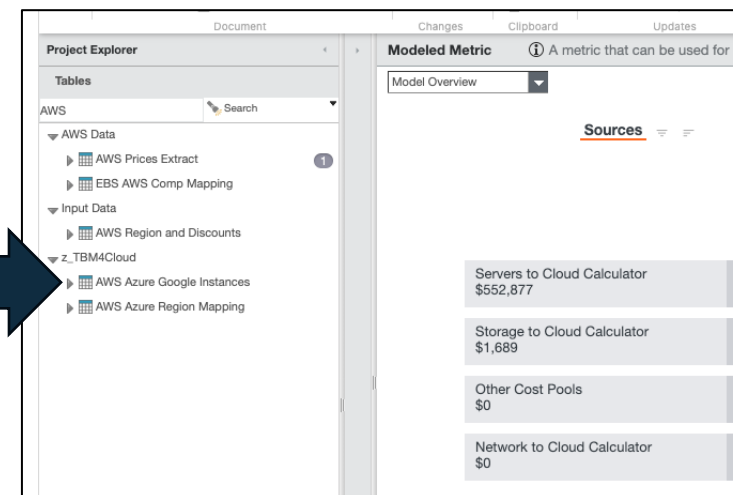 Document
Changes
Clipboard
Updates
Project Explorer
Modeled Metric
A metric that can be used for
Tables
Model Overview
AWS
Search
Sources
AWS Data
AWS Prices Extract
1
EBS AWS Comp Mapping
Input Data
AWS Region and Discounts
z_TBM4Cloud
AWS Azure Google Instances
AWS Azure Region Mapping
Servers to Cloud Calculator
$552,877
Storage to Cloud Calculator
$1,689
Other Cost Pools
$0
Network to Cloud Calculator
$0